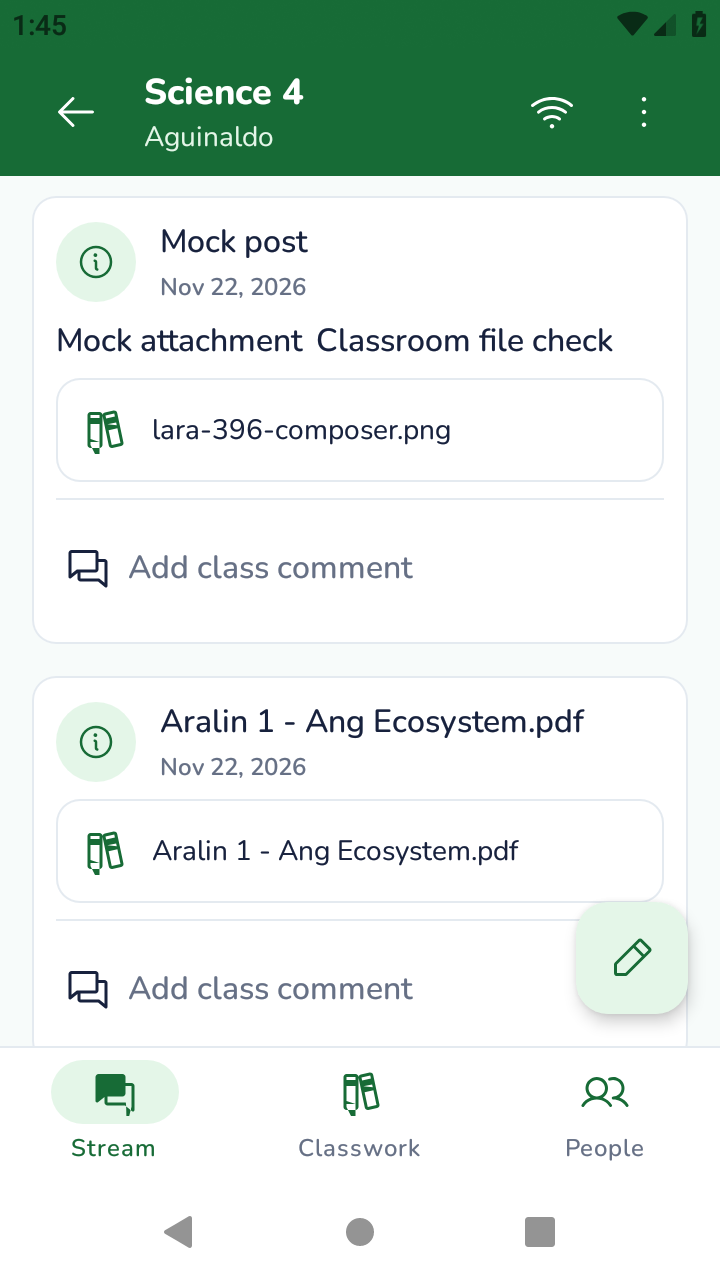 1:45
Science 4
Aguinaldo
Mock post
Nov 22, 2026
Mock attachment Classroom file check
lara-396-composer.png
Add class comment
Aralin 1 - Ang Ecosystem.pdf
Nov 22, 2026
Aralin 1 - Ang Ecosystem.pdf
Add class comment
Stream
Classwork
People